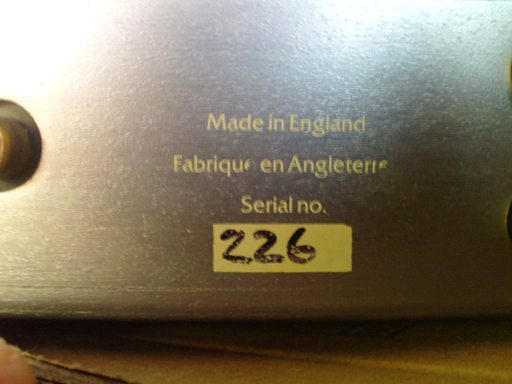 Made in England
Fabrique en Angleterre
Serial no.
226